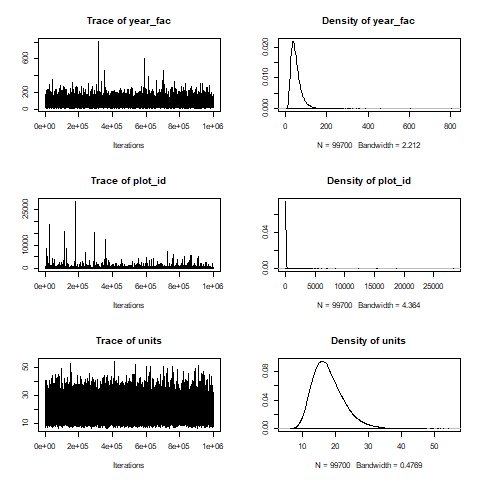 Trace of year_fac
Density of year_fac
200
600
0e+00 2e+05 4e+05 6e+05 8e+05 1e+06
Iterations
0.000
0.010
0.020
0 200 400 600 800
N = 99700 Bandwidth = 2.212
Trace of plot_id
Density of plot_id
0
10000
25000
0e+00 2e+05 4e+05 6e+05 8e+05 1e+06
Iterations
0.00
0.04
0 5000 10000 15000 20000 25000
N = 99700 Bandwidth = 4.364
Trace of units
Density of units
10
30
50
0e+00 2e+05 4e+05 6e+05 8e+05 1e+06
Iterations
0.00
0.04
0.08
10 20 30 40 50
N = 99700 Bandwidth = 0.4769